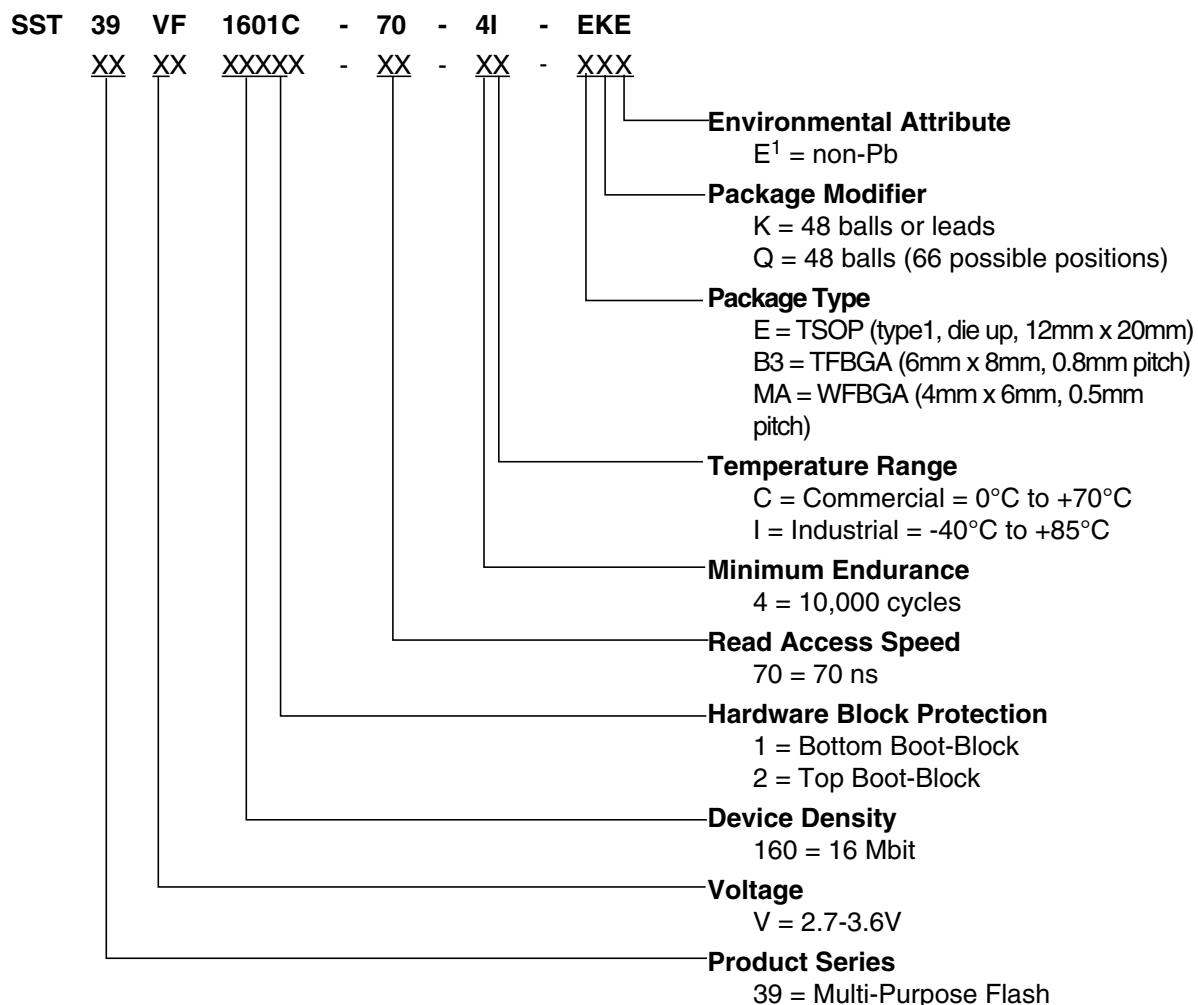 SST 39 VF 1601C - 70 - 4I - EKE
XX XX XXXXX - XX - XX - XXX
Environmental Attribute
E1 = non-Pb
Package Modifier
K = 48 balls or leads
Q = 48 balls (66 possible positions)
Package Type
E = TSOP (type1, die up, 12mm x 20mm)
B3 = TFBGA (6mm x 8mm, 0.8mm pitch)
MA = WFBGA (4mm x 6mm, 0.5mm
pitch)
Temperature Range
C = Commercial = 0°C to +70°C
I = Industrial = -40°C to +85°C
Minimum Endurance
4 = 10,000 cycles
Read Access Speed
70 = 70 ns
Hardware Block Protection
1 = Bottom Boot-Block
2 = Top Boot-Block
Device Density
160 = 16 Mbit
Voltage
V = 2.7-3.6V
Product Series
39 = Multi-Purpose Flash